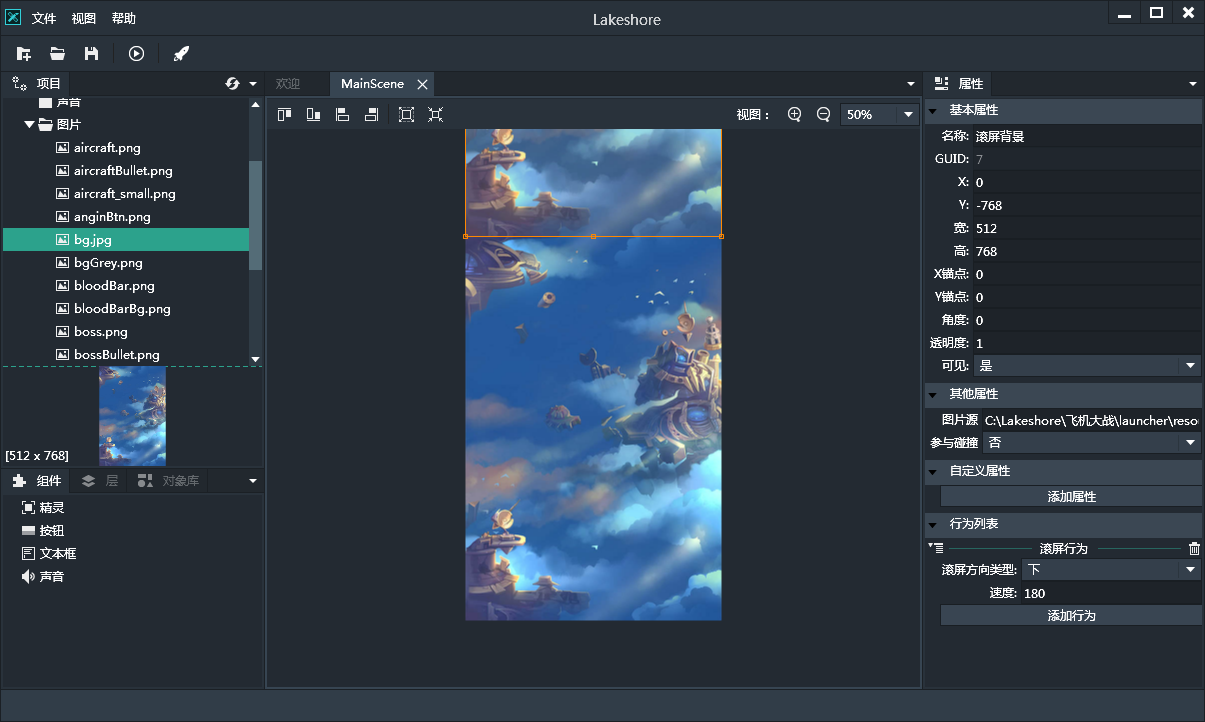 文件 视图 帮助
Lakeshore
项目
声音
图片
aircraft.png
aircraftBullet.png
aircraft_small.png
anginBtn.png
bg.jpg
bgGrey.png
bloodBar.png
bloodBarBg.png
boss.png
bossBullet.png
[512 x 768]
组件 层 对象库
精灵
按钮
文本框
声音
欢迎 MainScene
视图： 50%
属性
基本属性
名称: 滚屏背景
GUID: 7
X: 0
Y: -768
宽: 512
高: 768
X锚点: 0
Y锚点: 0
角度: 0
透明度: 1
可见: 是
其他属性
图片源 C:\Lakeshore\飞机大战\launcher\reso
参与碰撞 否
自定义属性
添加属性
行为列表
滚屏行为
滚屏方向类型: 下
速度: 180
添加行为